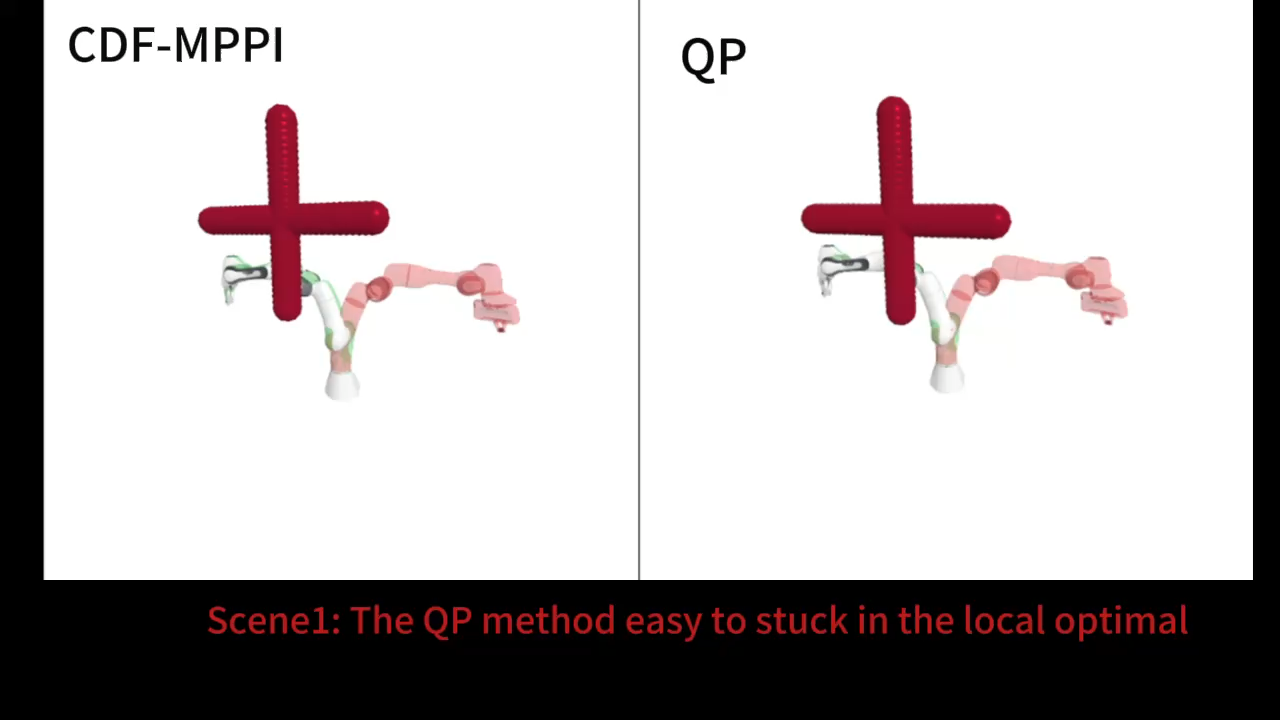 CDF-MPPI
QP
Scene1: The QP method easy to stuck in the local optimal